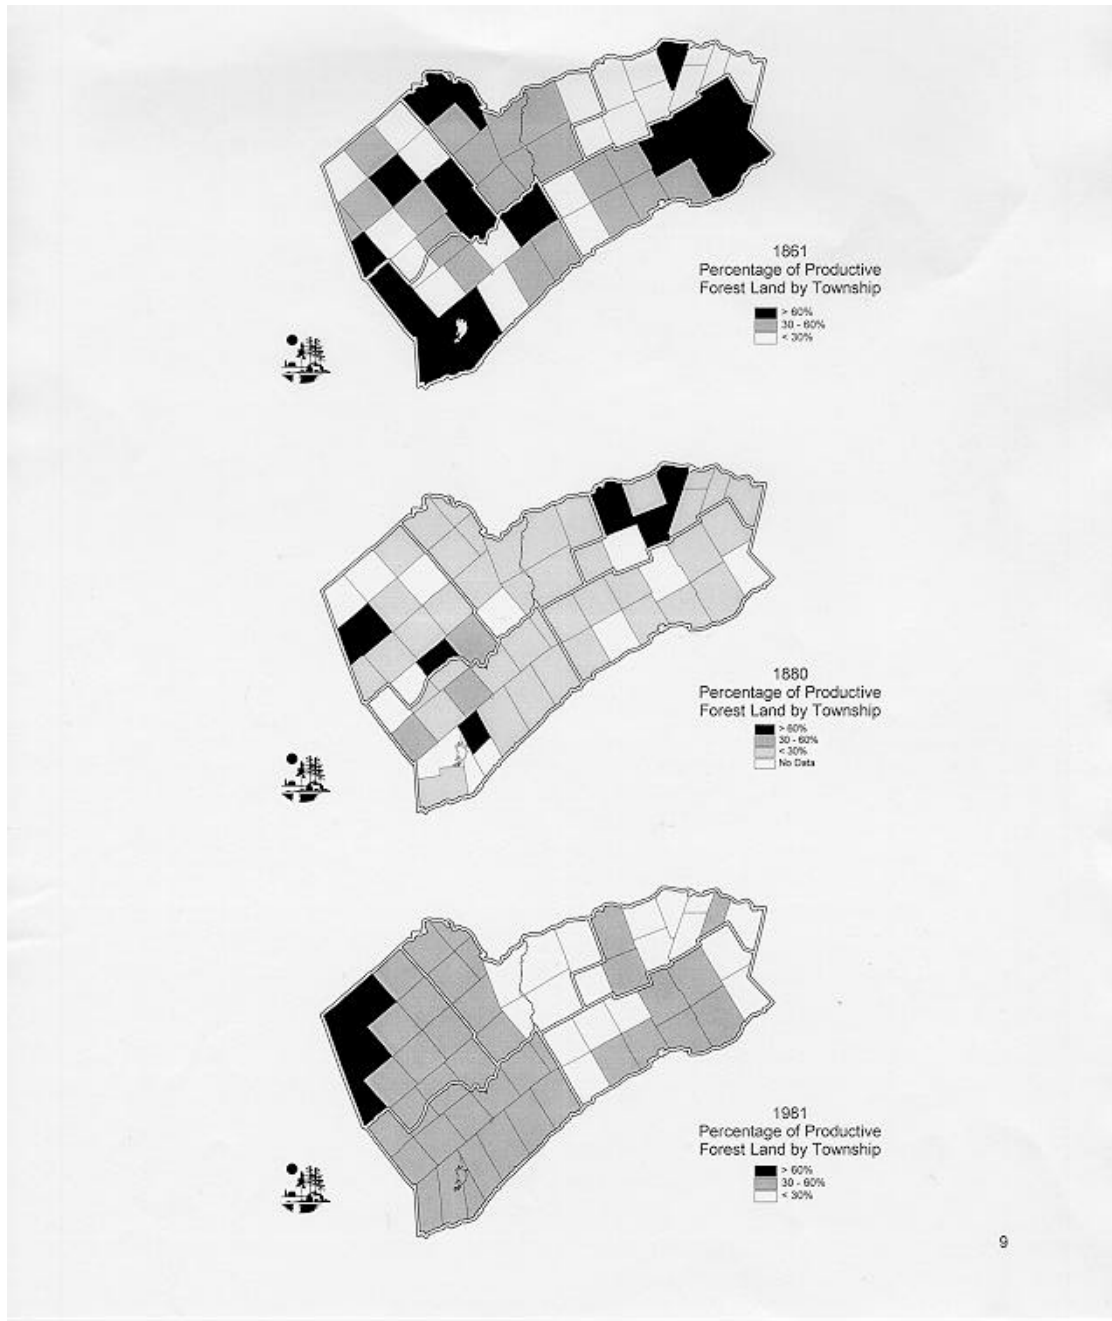 1861
Percentage of Productive
Forest Land by Township
> 60%
30 - 60%
< 30%
1880
Percentage of Productive
Forest Land by Township
> 60%
30 - 60%
< 30%
No Data
1981
Percentage of Productive
Forest Land by Township
> 60%
30 - 60%
< 30%
9